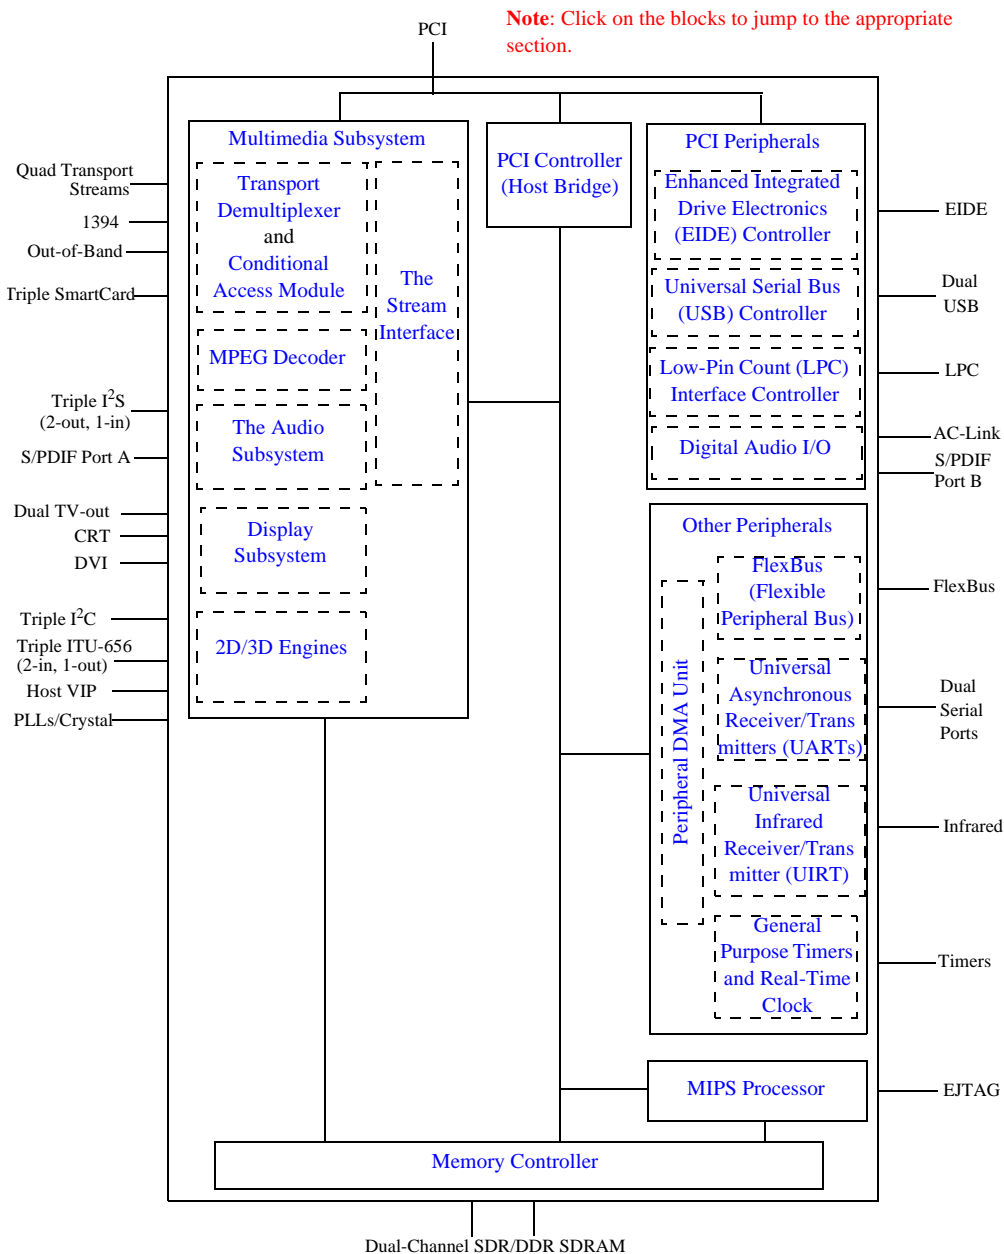 Note: Click on the blocks to jump to the appropriate
section.
PCI
Multimedia Subsystem
Transport
Demultiplexer
and
Conditional
Access Module
The
Stream
Interface
MPEG Decoder
The Audio
Subsystem
Display
Subsystem
2D/3D Engines
PCI Controller
(Host Bridge)
PCI Peripherals
Enhanced Integrated
Drive Electronics
(EIDE) Controller
Universal Serial Bus
(USB) Controller
Low-Pin Count (LPC)
Interface Controller
Digital Audio I/O
Other Peripherals
Peripheral DMA Unit
FlexBus
(Flexible
Peripheral Bus)
Universal
Asynchronous
Receiver/Trans
mitters (UARTs)
Universal
Infrared
Receiver/Trans
mitter (UIRT)
General
Purpose Timers
and Real-Time
Clock
MIPS Processor
Memory Controller
Quad Transport
Streams
1394
Out-of-Band
Triple SmartCard
Triple I²S
(2-out, 1-in)
S/PDIF Port A
Dual TV-out
CRT
DVI
Triple I²C
Triple ITU-656
(2-in, 1-out)
Host VIP
PLLs/Crystal
EIDE
Dual
USB
LPC
AC-Link
S/PDIF
Port B
FlexBus
Dual
Serial
Ports
Infrared
Timers
EJTAG
Dual-Channel SDR/DDR SDRAM